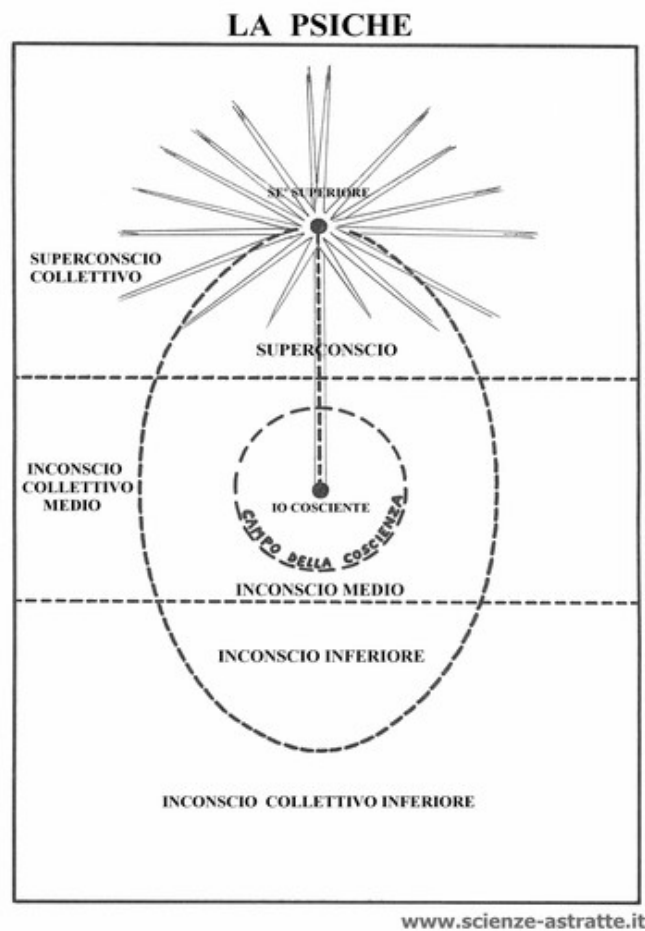 LA PSICHE
SE' SUPERIORE
SUPERCONSCIO
COLLETTIVO
SUPERCONSCIO
INCONSCIO
COLLETTIVO
MEDIO
IO COSCIENTE
CAMPO DELLA COSCIENZA
INCONSCIO MEDIO
INCONSCIO INFERIORE
INCONSCIO COLLETTIVO INFERIORE
www.scienze-astratte.it